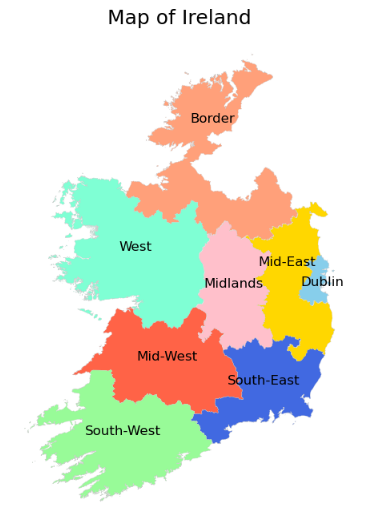 Map of Ireland
Border
West
Mid-East
Midlands
Dublin
Mid-West
South-East
South-West